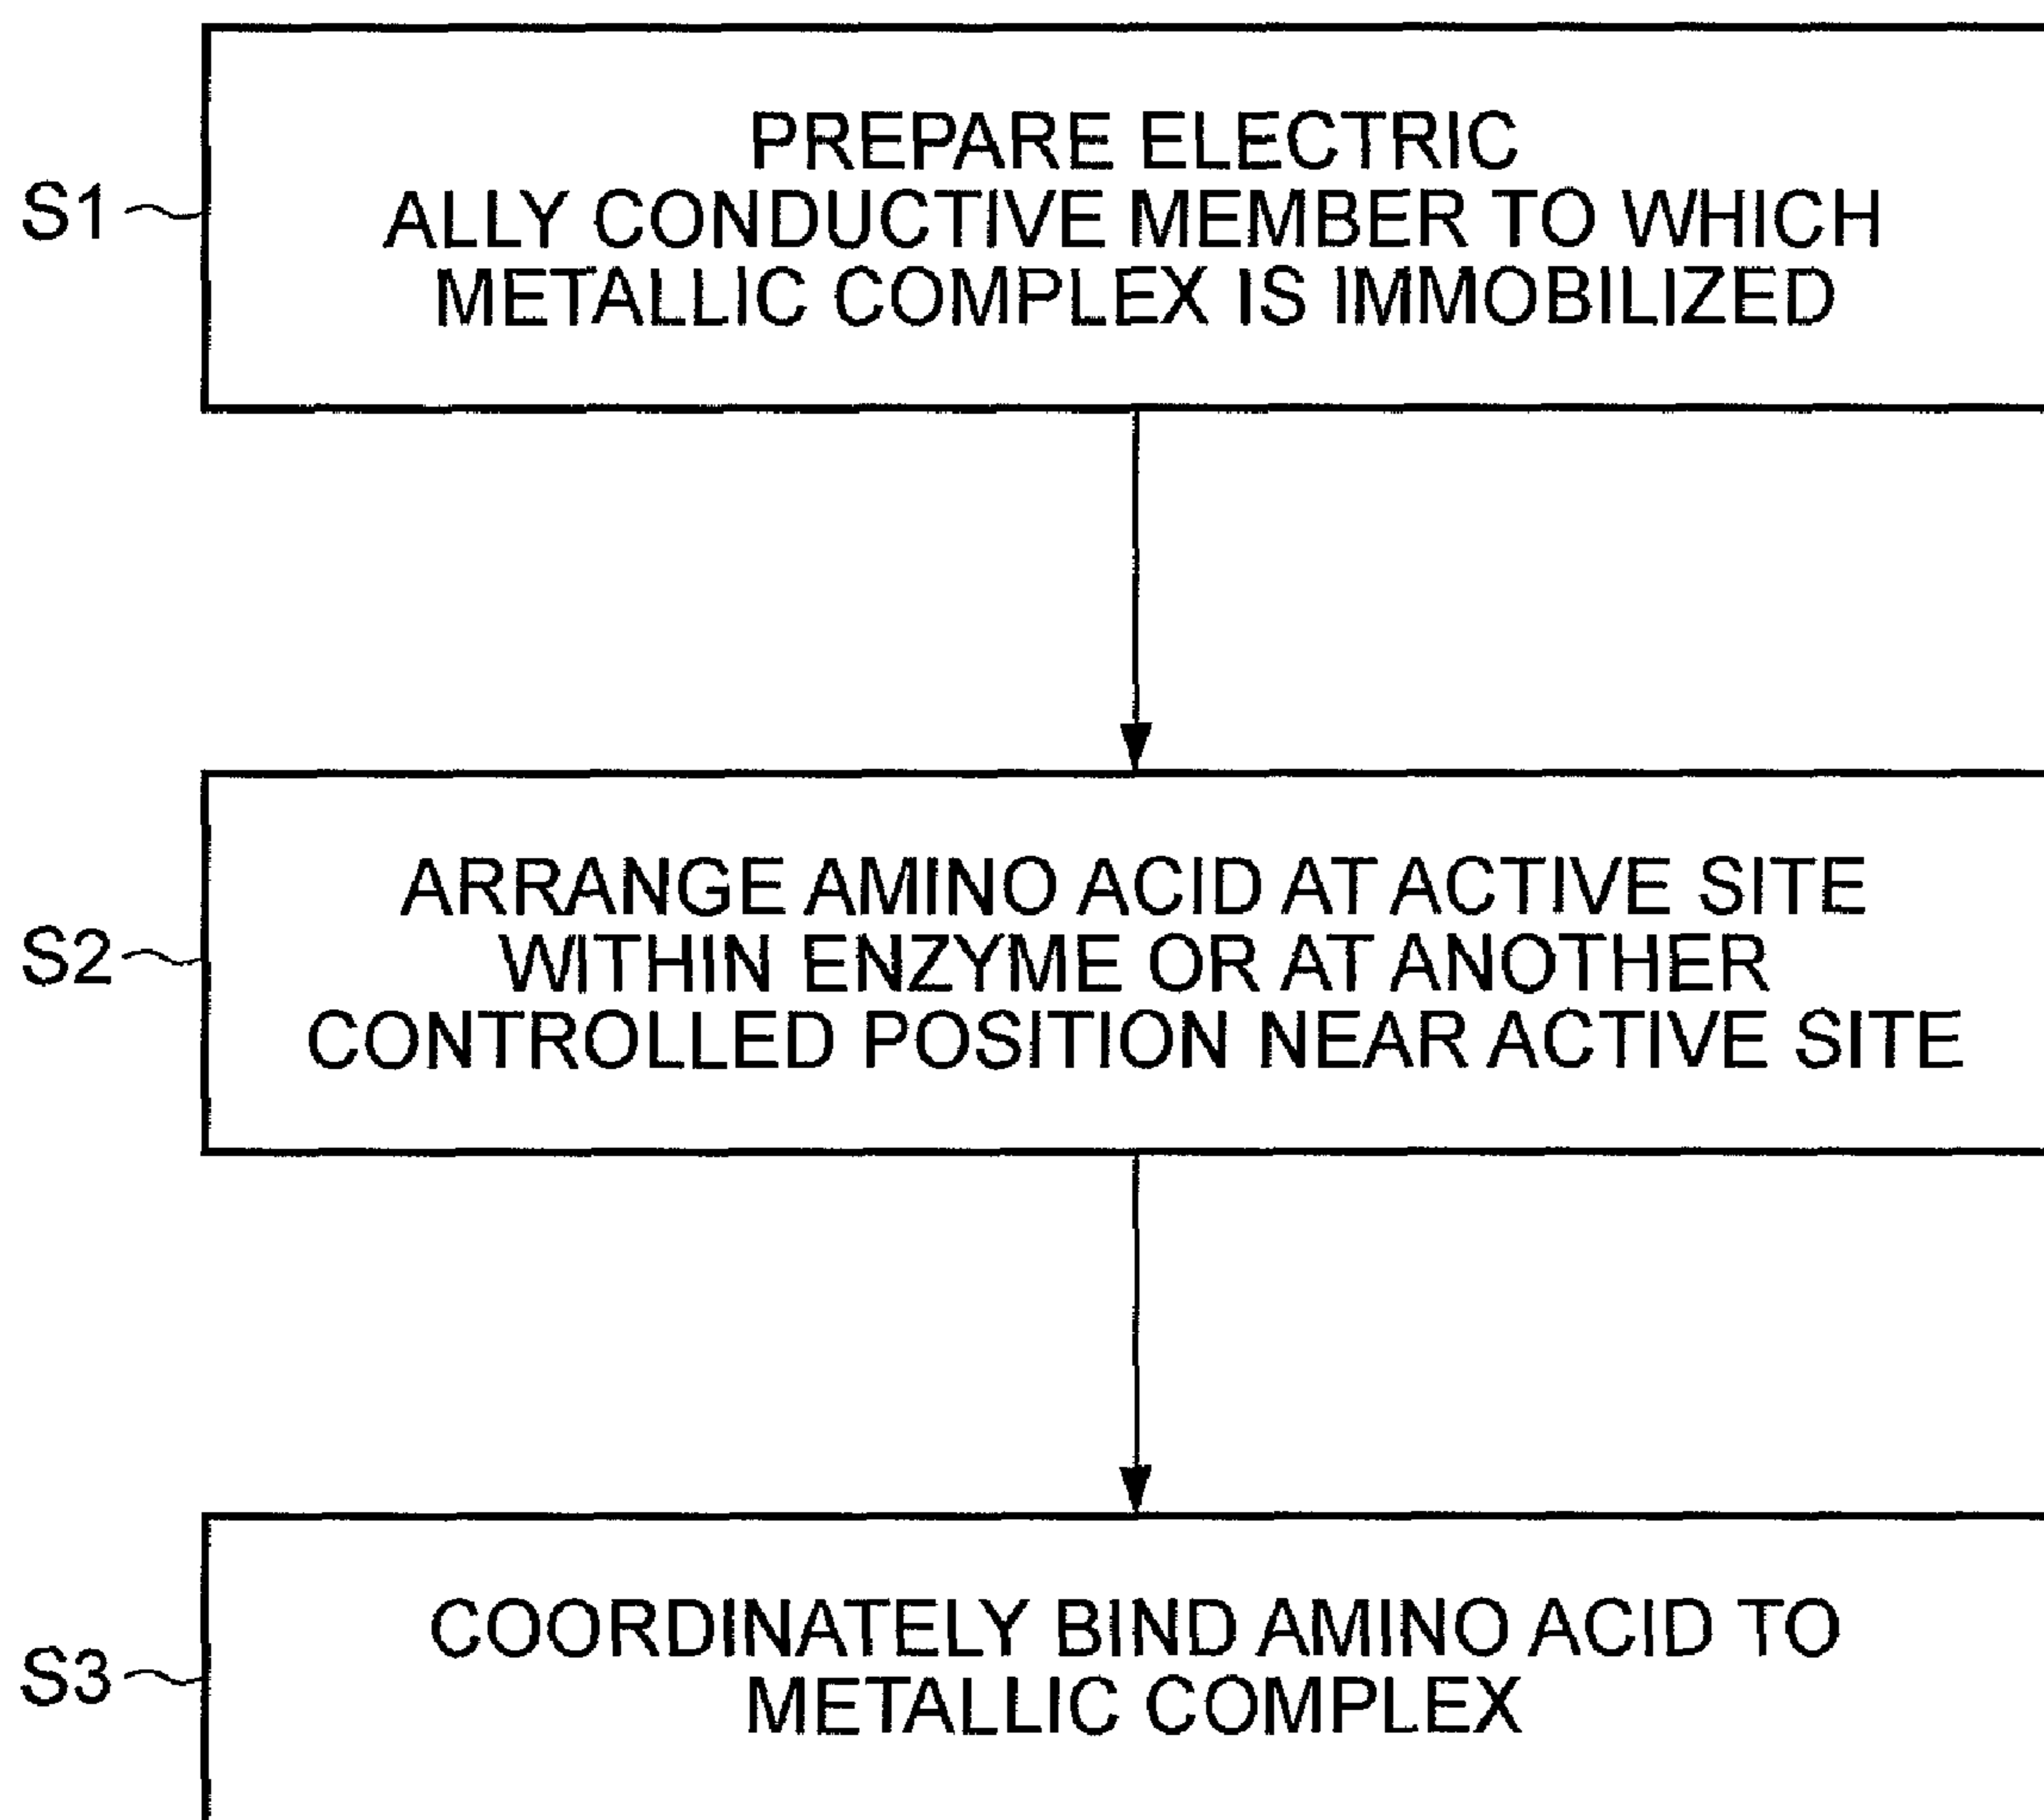 PREPARE ELECTRIC
S1 ALLY CONDUCTIVE MEMBER TO WHICH
METALLIC COMPLEX IS IMMOBILIZED
ARRANGE AMINO ACID AT ACTIVE SITE
S2 WITHIN ENZYME OR AT ANOTHER
CONTROLLED POSITION NEAR ACTIVE SITE
COORDINATELY BIND AMINO ACID TO
S3 METALLIC COMPLEX